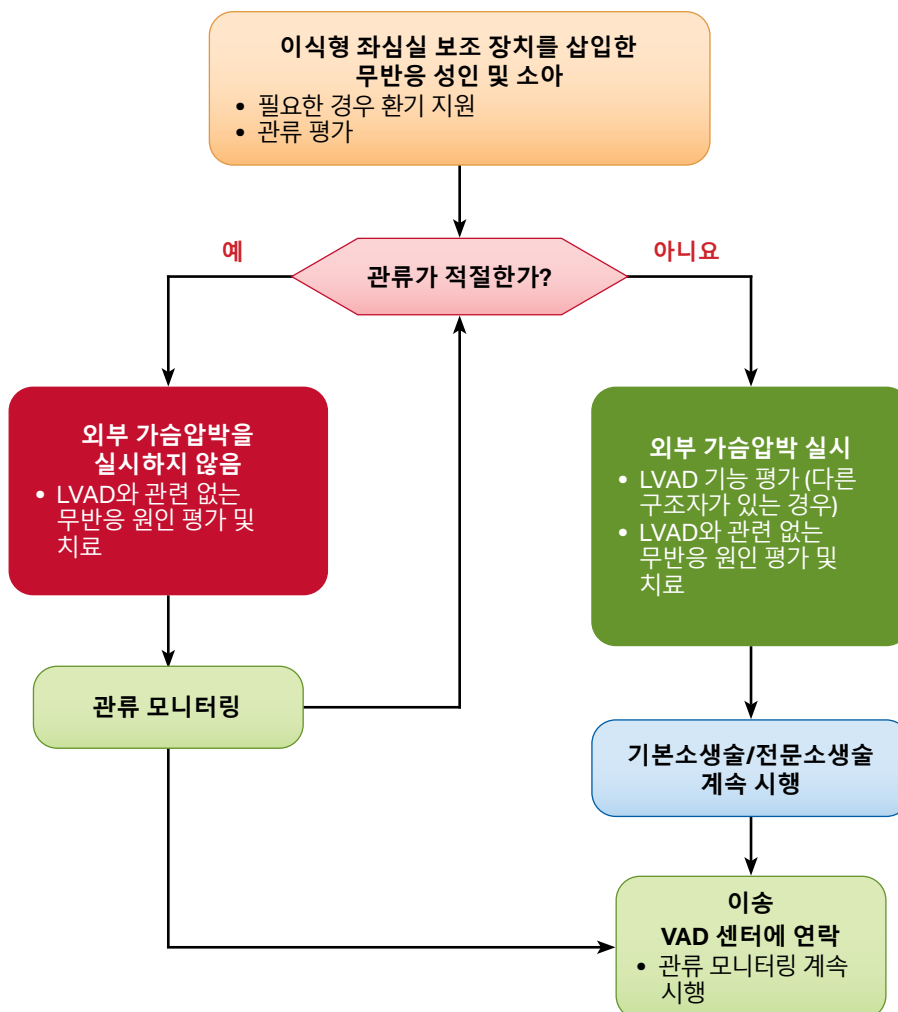 이식형 좌심실 보조 장치를 삽입한
무반응 성인 및 소아
• 필요한 경우 환기 지원
• 관류 평가
예
아니요
관류가 적절한가?
외부 가슴압박을
실시하지 않음
• LVAD와 관련 없는
무반응 원인 평가 및
치료
외부 가슴압박 실시
• LVAD 기능 평가 (다른
구조자가 있는 경우)
• LVAD와 관련 없는
무반응 원인 평가 및
치료
관류 모니터링
기본소생술/전문소생술
계속 시행
이송
VAD 센터에 연락
• 관류 모니터링 계속
시행